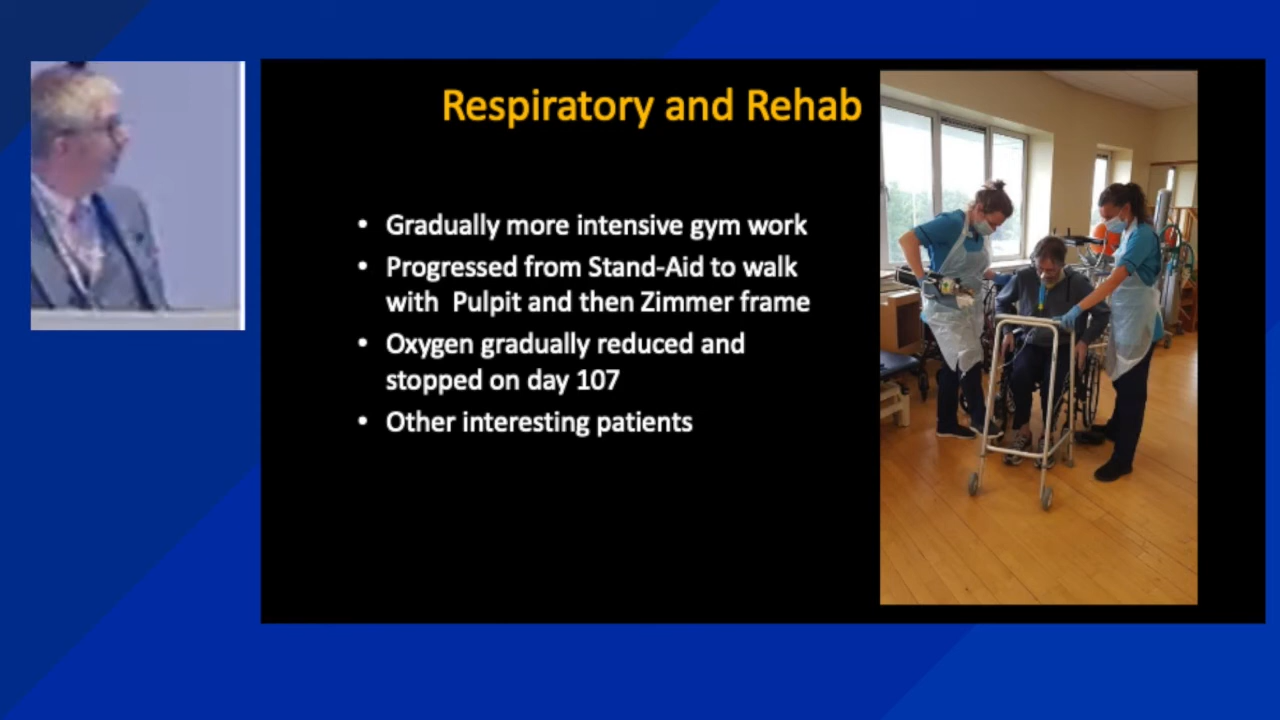 Respiratory and Rehab
• Gradually more intensive gym work
• Progressed from Stand-Aid to walk
with Pulpit and then Zimmer frame
• Oxygen gradually reduced and
stopped on day 107
• Other interesting patients